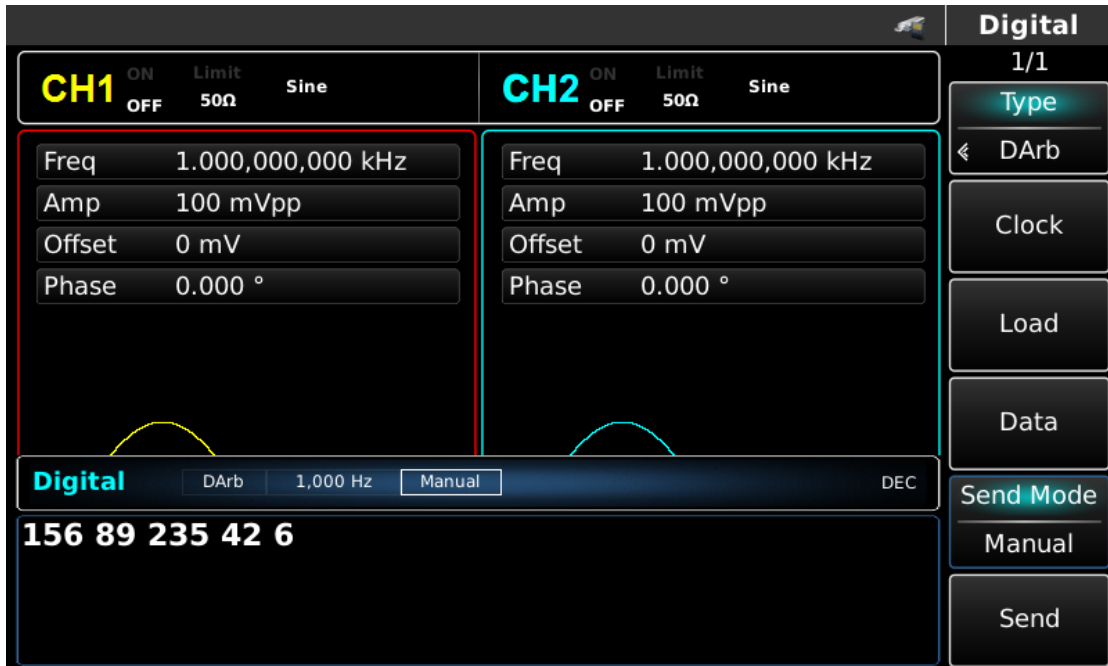 Digital
1/1
CH1 ON OFF Limit 50Ω Sine
CH2 ON OFF Limit 50Ω Sine
Freq 1.000,000,000 kHz
Amp 100 mVpp
Offset 0 mV
Phase 0.000 °
Freq 1.000,000,000 kHz
Amp 100 mVpp
Offset 0 mV
Phase 0.000 °
Digital DArb 1,000 Hz Manual DEC
156 89 235 42 6
Type
DArb
Clock
Load
Data
Send Mode
Manual
Send